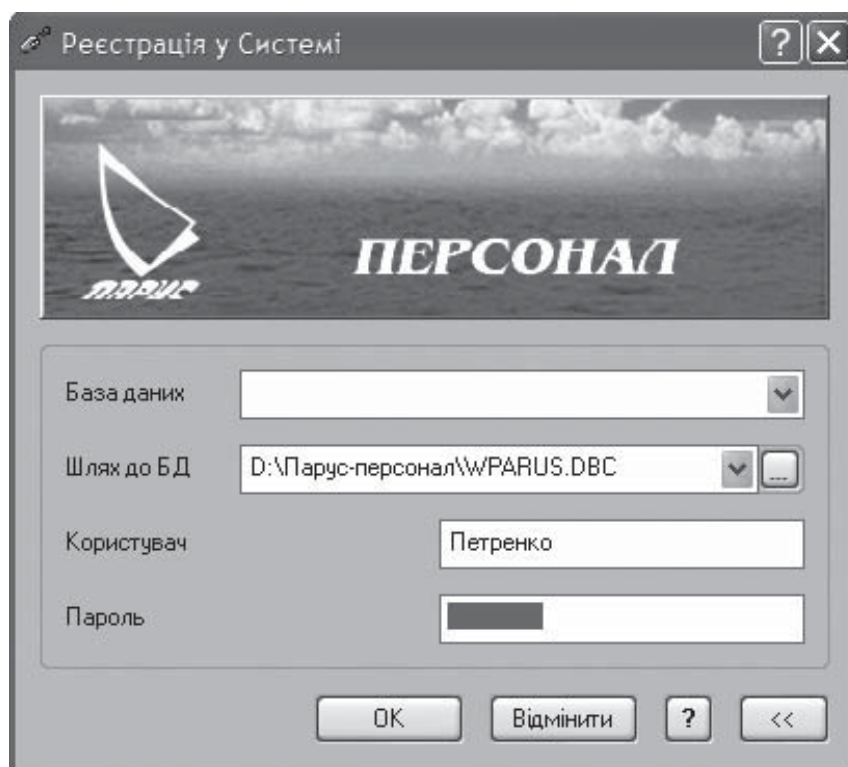 Реєстрація у Системі
?
ПЕРСОНАЛ
ПАРУС
База даних
Шлях до БД D:\Парус-персонал\WPARUS.DBC ...
Користувач Петренко
Пароль
OK Відмінити ? <<